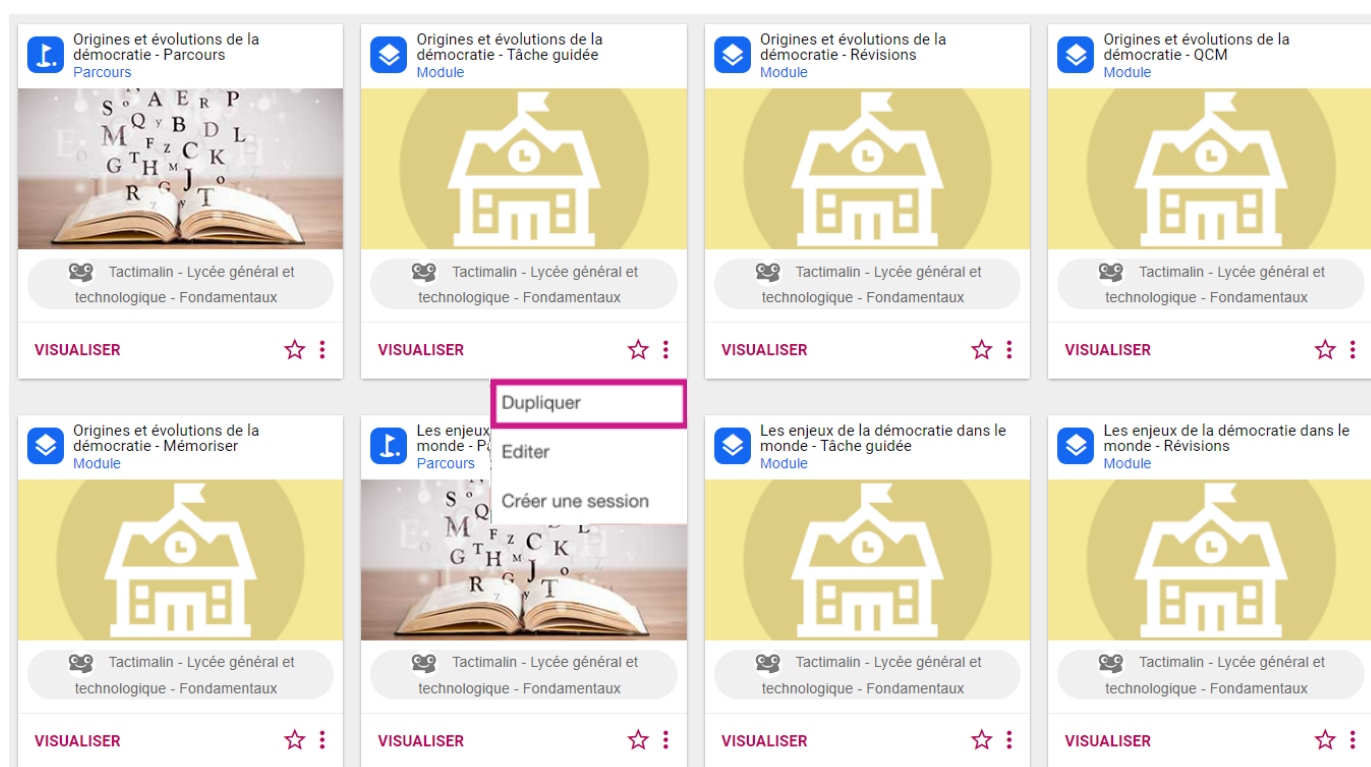 Origines et évolutions de la
démocratie - Parcours
Parcours
Origines et évolutions de la
démocratie - Tâche guidée
Module
Origines et évolutions de la
démocratie - Révisions
Module
Origines et évolutions de la
démocratie - QCM
Module
Tactimalin - Lycée général et
technologique - Fondamentaux
Tactimalin - Lycée général et
technologique - Fondamentaux
Tactimalin - Lycée général et
technologique - Fondamentaux
Tactimalin - Lycée général et
technologique - Fondamentaux
VISUALISER
VISUALISER
VISUALISER
VISUALISER
Dupliquer
Editer
Créer une session
Origines et évolutions de la
démocratie - Mémoriser
Module
Les enjeux
monde -
Parcours
Les enjeux de la démocratie dans le
monde - Tâche guidée
Module
Les enjeux de la démocratie dans le
monde - Révisions
Module
Tactimalin - Lycée général et
technologique - Fondamentaux
Tactimalin - Lycée général et
technologique - Fondamentaux
Tactimalin - Lycée général et
technologique - Fondamentaux
Tactimalin - Lycée général et
technologique - Fondamentaux
VISUALISER
VISUALISER
VISUALISER
VISUALISER